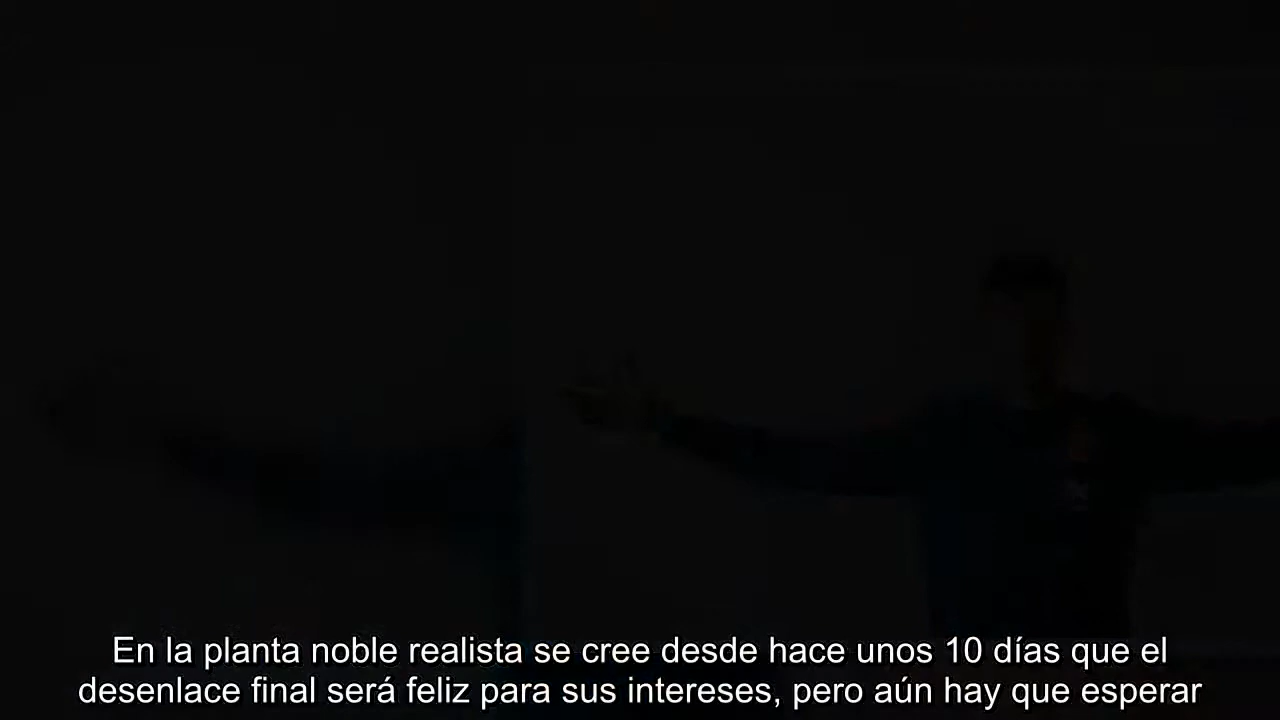 En la planta noble realista se cree desde hace unos 10 días que el
desenlace final será feliz para sus intereses, pero aún hay que esperar